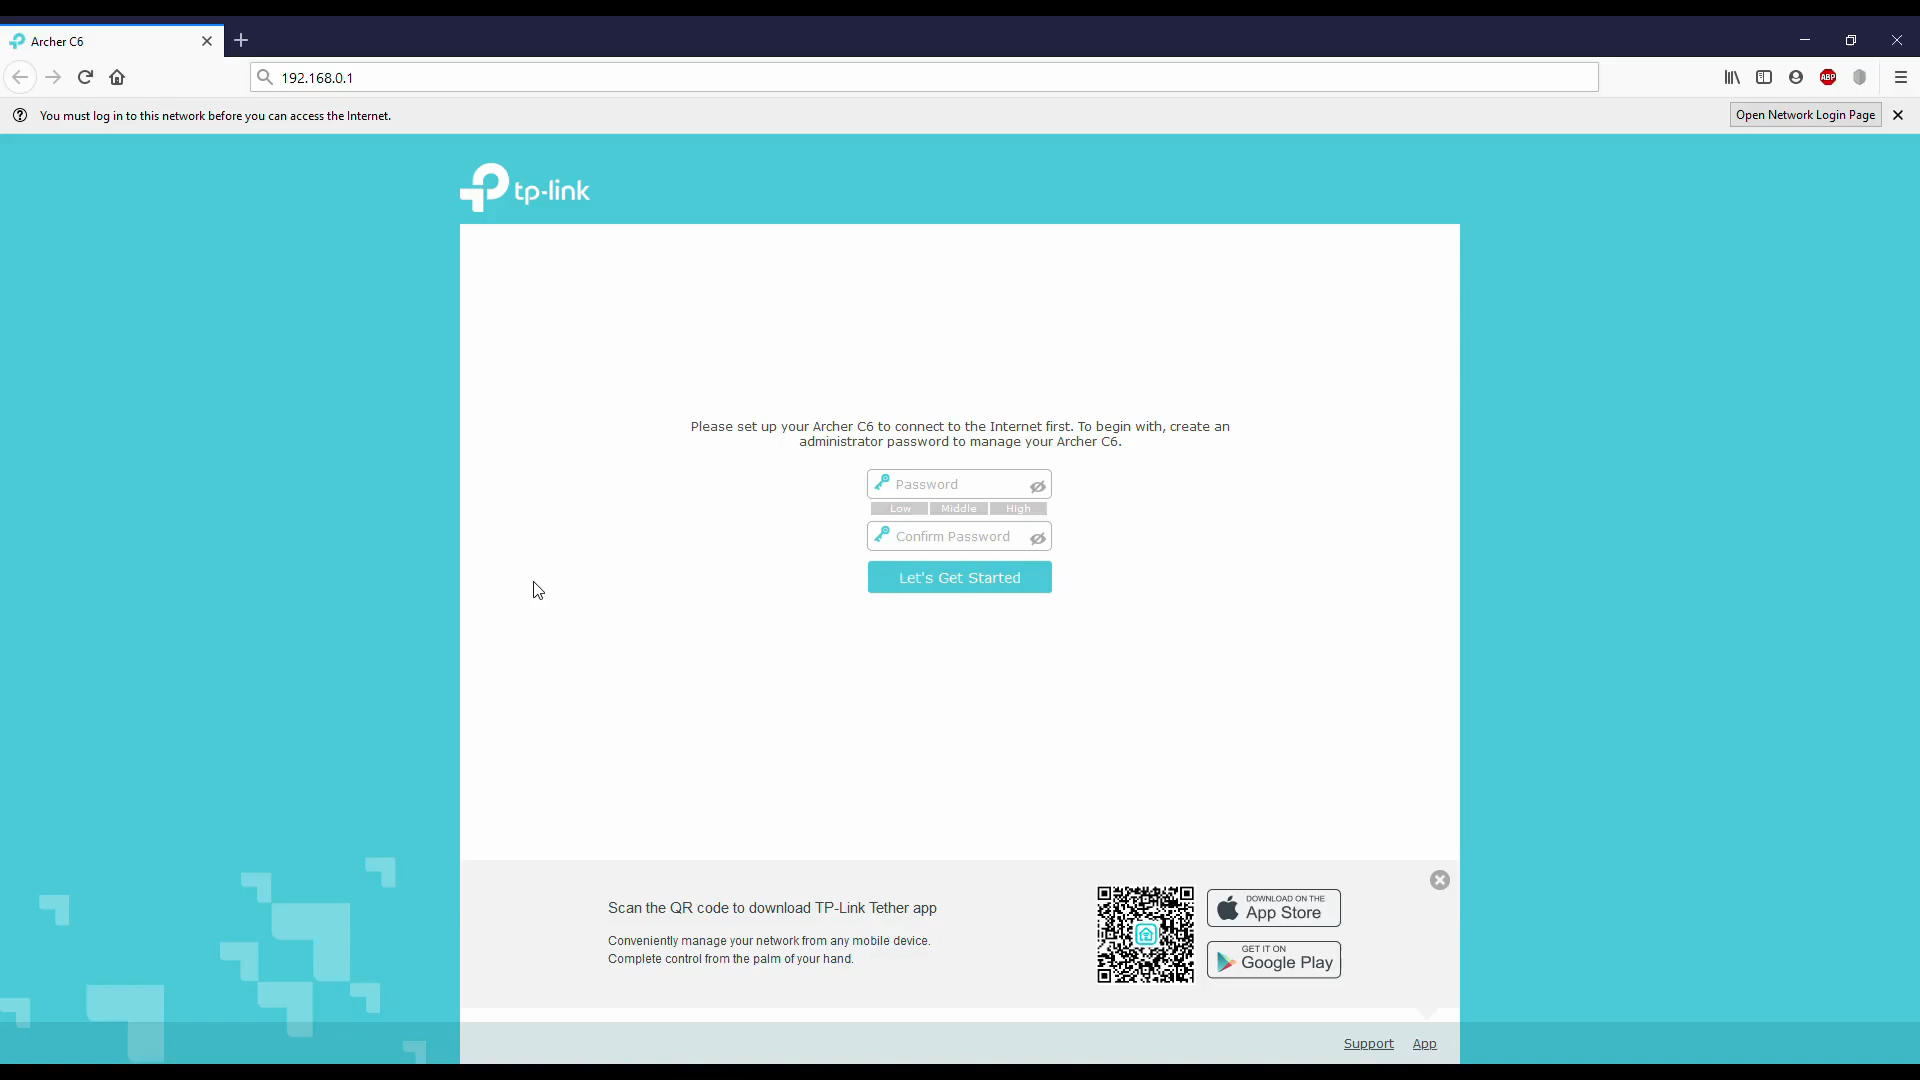 Archer C6
192.168.0.1
ABP
You must log in to this network before you can access the Internet.
Open Network Login Page
tp-link
Please set up your Archer C6 to connect to the Internet first. To begin with, create an
administrator password to manage your Archer C6.
Password
Low Middle High
Confirm Password
Let's Get Started
Scan the QR code to download TP-Link Tether app
Conveniently manage your network from any mobile device.
Complete control from the palm of your hand.
DOWNLOAD ON THE
App Store
GET IT ON
Google Play
Support App